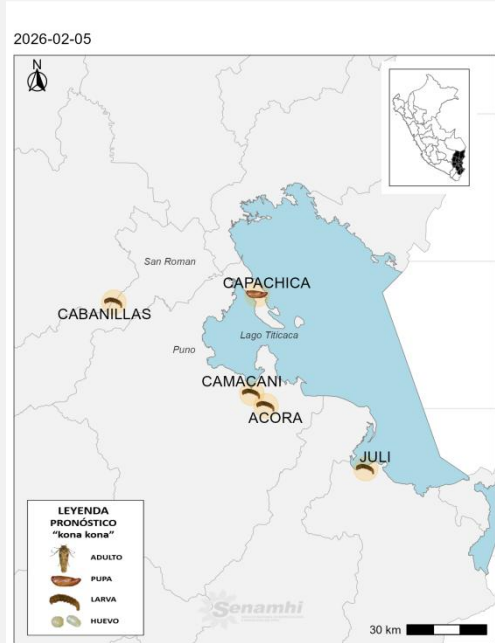 2026-02-05
N
San Roman
CAPACHICA
CABANILLAS
Lago Titicaca
Puno
CAMACANI
ACORA
JULI
LEYENDA
PRONÓSTICO
"kona kona"
ADULTO
PUPA
LARVA
HUEVO
Senamhi
30 km